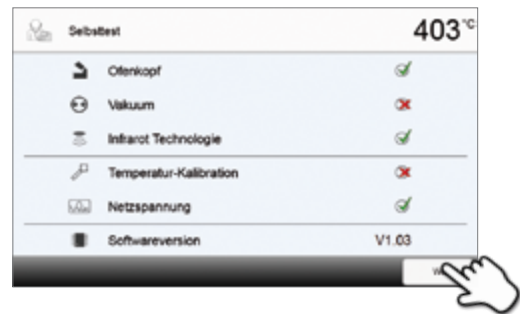 Selbsttest 403 °C
Ofenkopf
Vakuum
Infrarot Technologie
Temperatur-Kalibration
Netzspannung
Softwareversion V1.03